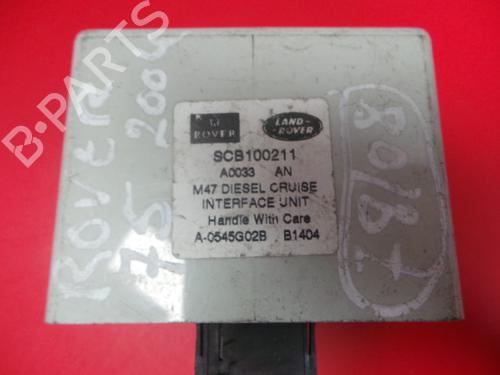 ROVER
LAND-
ROVER
SCB100211
A0033 AN
M47 DIESEL CRUISE
INTERFACE UNIT
Handle With Care
A-0545G02B B1404
ROVER
75 2004
B-PARTS